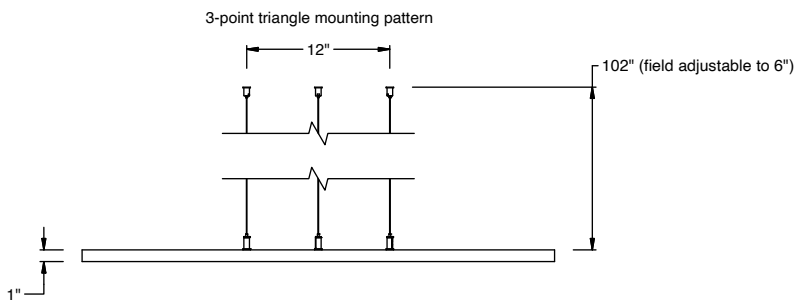 3-point triangle mounting pattern
12"
102" (field adjustable to 6")
1"